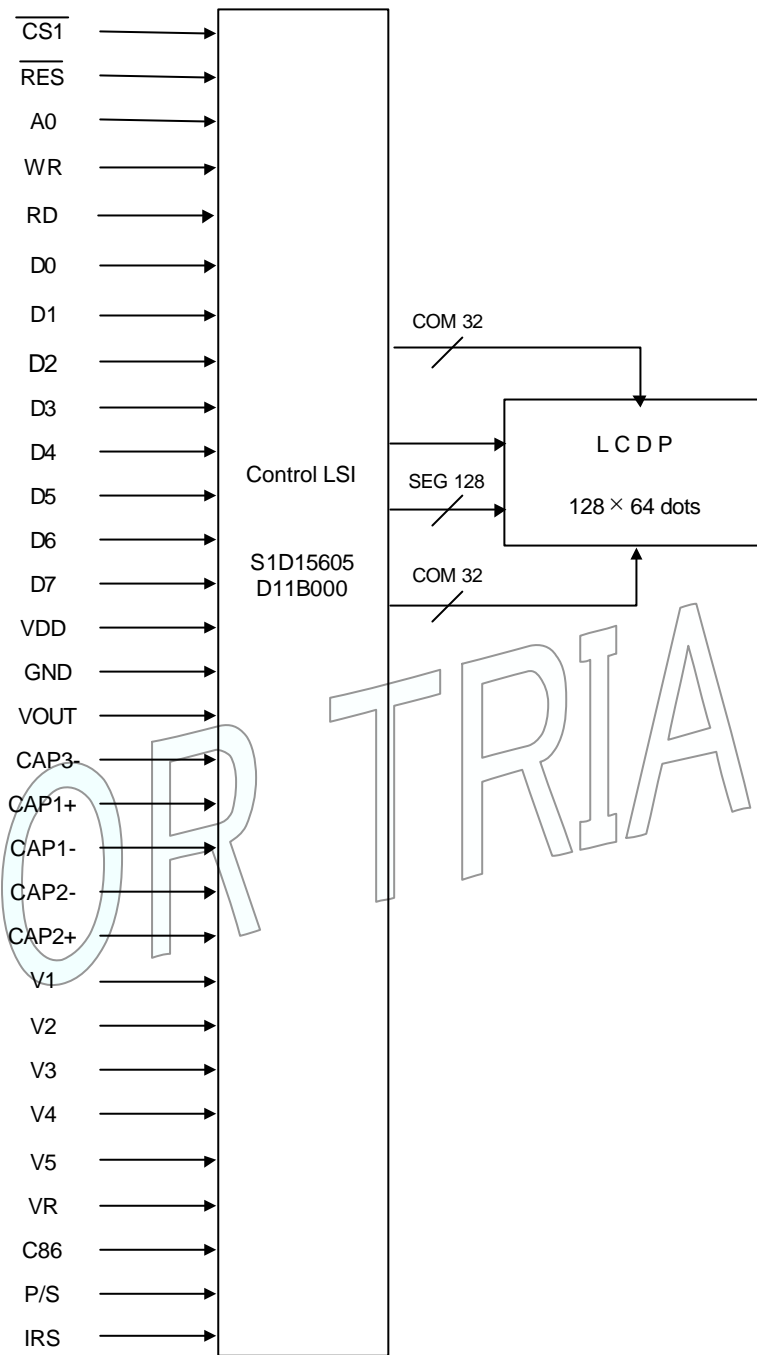 CS1
RES
A0
WR
RD
D0
D1
D2
D3
D4
D5
D6
D7
VDD
GND
VOUT
CAP3-
CAP1+
CAP1-
CAP2-
CAP2+
V1
V2
V3
V4
V5
VR
C86
P/S
IRS
Control LSI
S1D15605
D11B000
COM 32
SEG 128
COM 32
L C D P
128 × 64 dots
OR TRIA